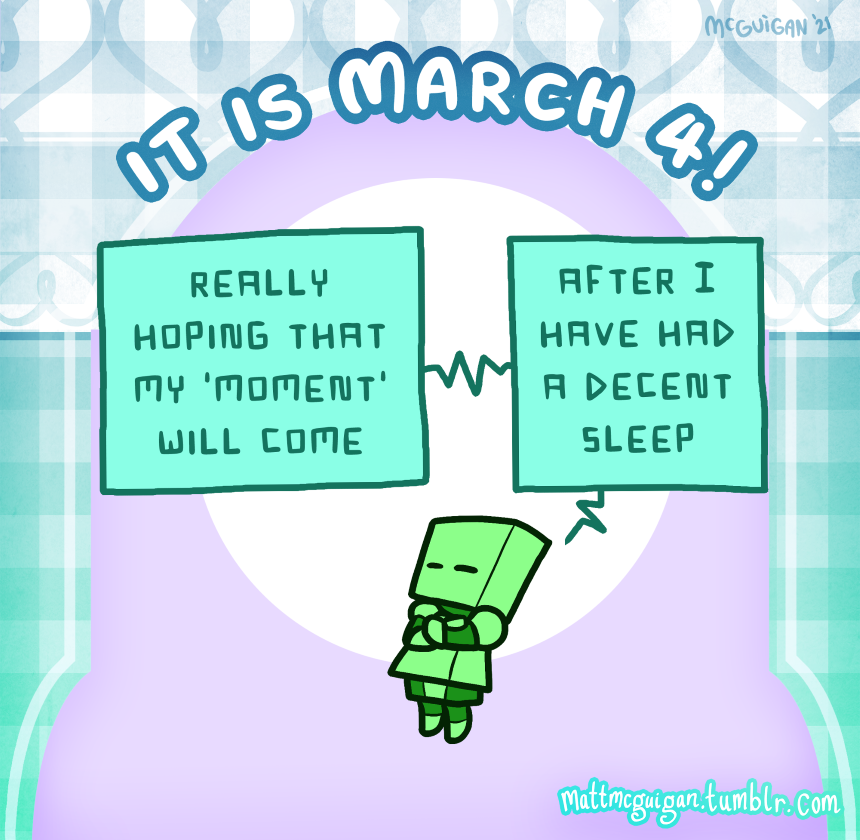 McGUiGAN '21
IT IS MARCH 4!
REALLY
HOPING THAT
MY 'MOMENT'
WILL COME
AFTER I
HAVE HAD
A DECENT
SLEEP
mattmcguigan.tumblr.com